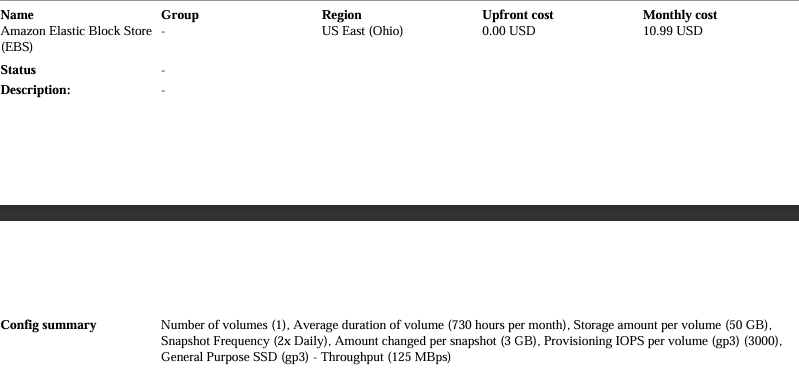 Name Group Region Upfront cost Monthly cost
Amazon Elastic Block Store - US East (Ohio) 0.00 USD 10.99 USD
(EBS)
Status -
Description: -
Config summary Number of volumes (1), Average duration of volume (730 hours per month), Storage amount per volume (50 GB),
Snapshot Frequency (2x Daily), Amount changed per snapshot (3 GB), Provisioning IOPS per volume (gp3) (3000),
General Purpose SSD (gp3) - Throughput (125 MBps)